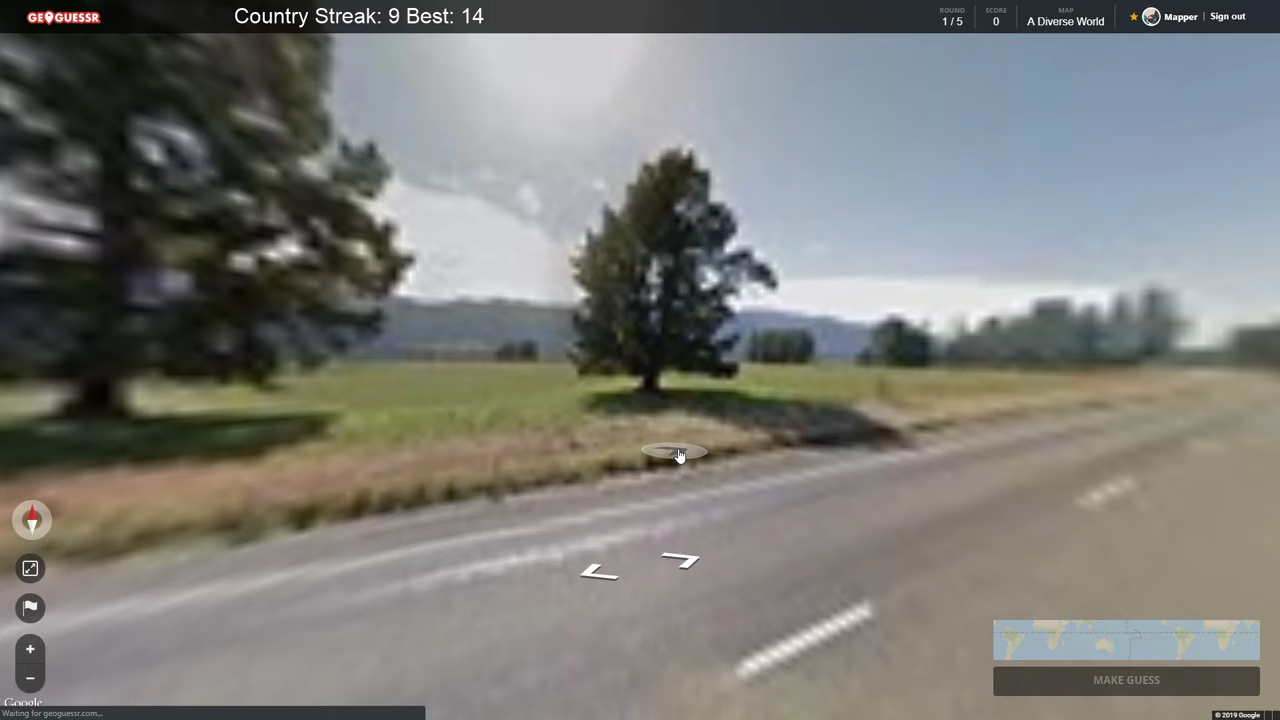 GEOGUESSR
Country Streak: 9 Best: 14
ROUND
1 / 5
SCORE
0
MAP
A Diverse World
Mapper
Sign out
+
−
Google
MAKE GUESS
Waiting for geoguessr.com...
© 2019 Google